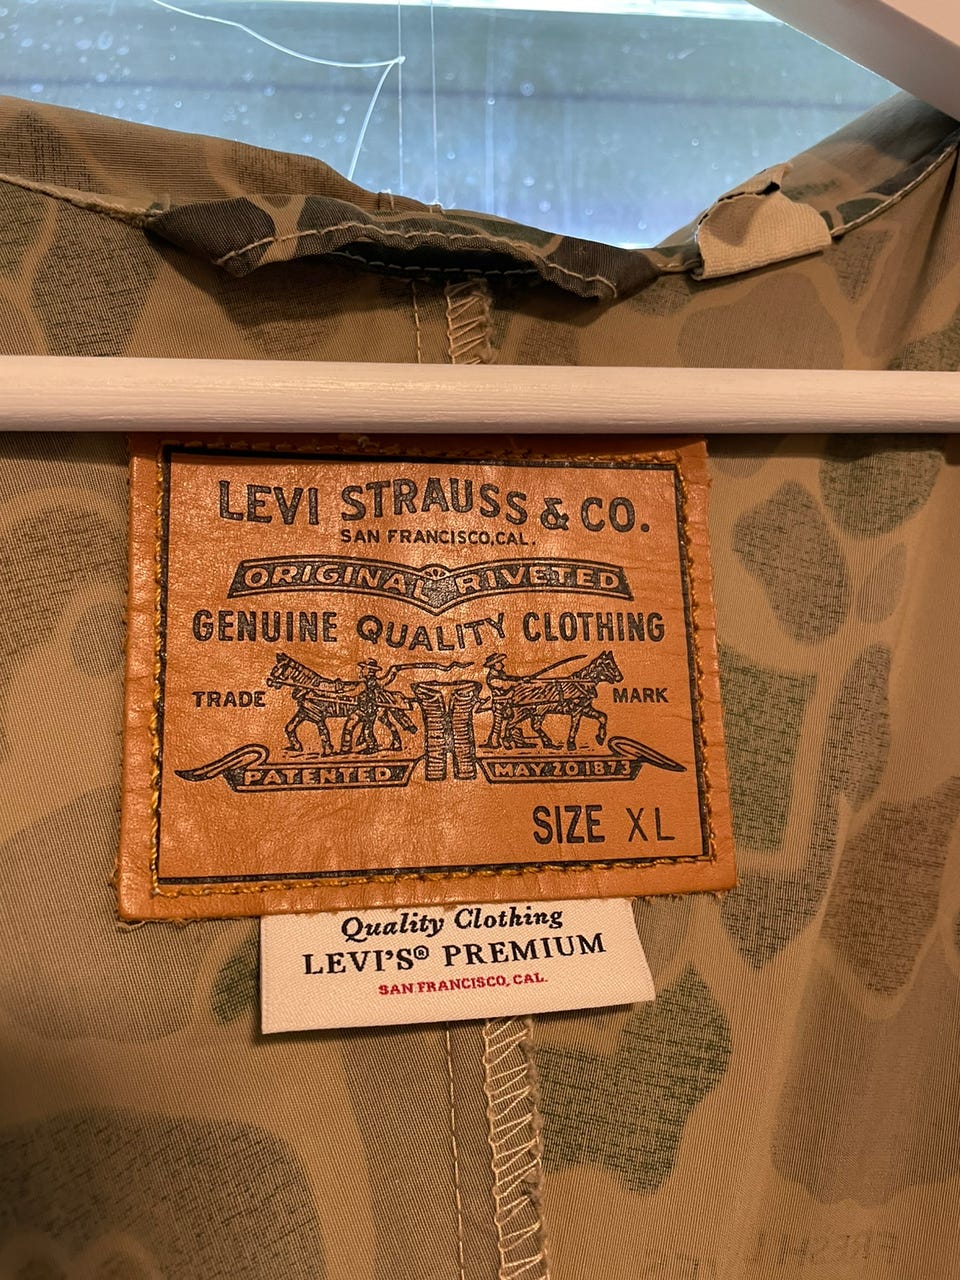 LEVI STRAUSS & CO.
SAN FRANCISCO, CAL.
ORIGINAL RIVETED
GENUINE QUALITY CLOTHING
TRADE MARK
PATENTED MAY 20 1873
SIZE XL
Quality Clothing
LEVI'S® PREMIUM
SAN FRANCISCO, CAL.